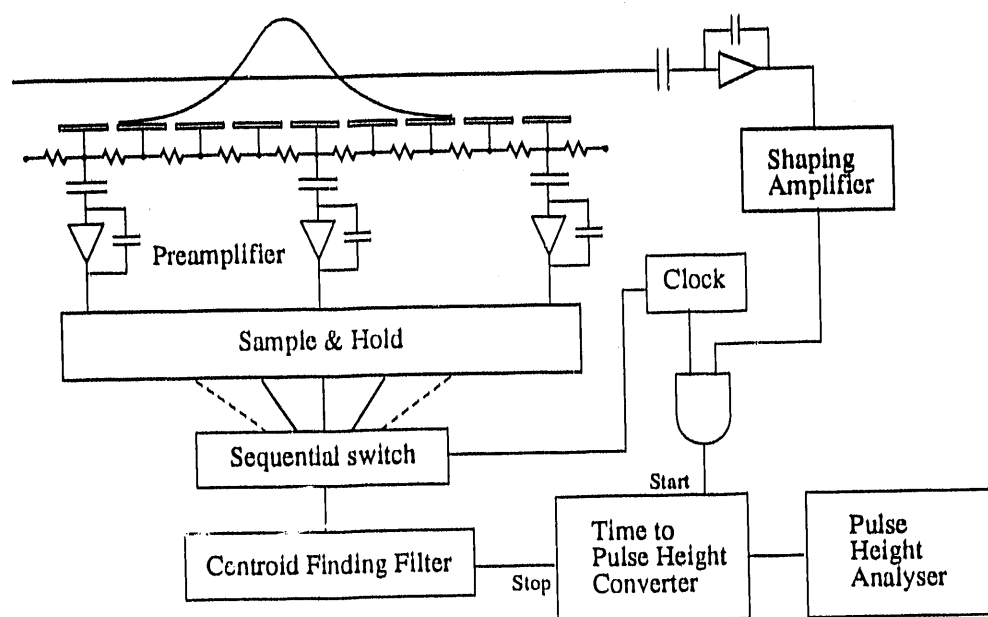 Shaping
Amplifier
Preamplifier
Clock
Sample & Hold
Sequential switch
Start
Centroid Finding Filter
Stop
Time to
Pulse Height
Converter
Pulse
Height
Analyser